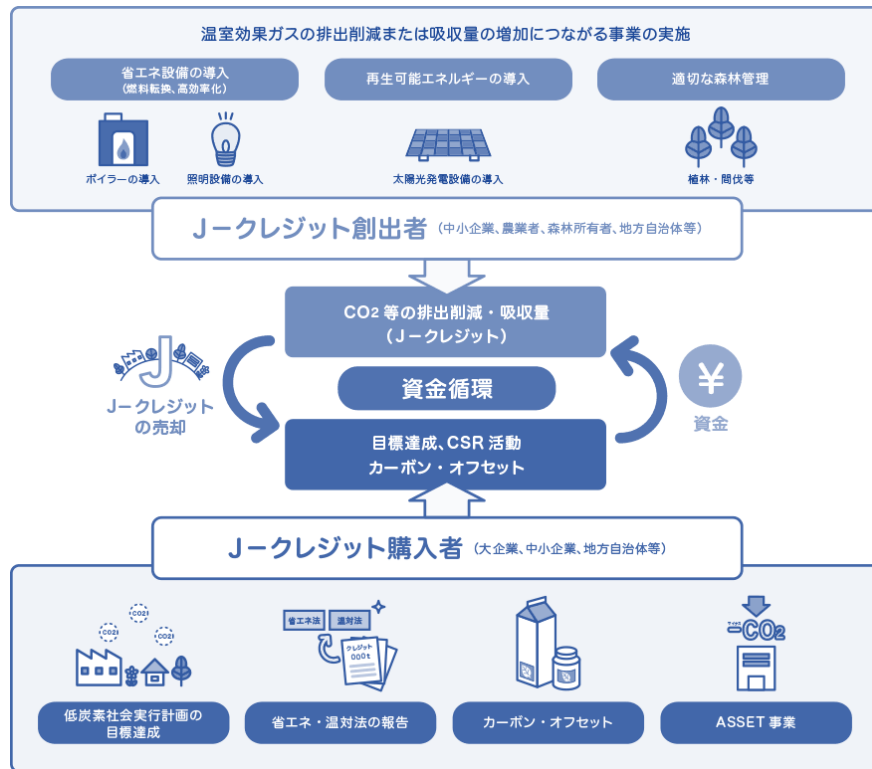 温室効果ガスの排出削減または吸収量の増加につながる事業の実施
省エネ設備の導入
(燃料転換、高効率化)
再生可能エネルギーの導入
適切な森林管理
ボイラーの導入
照明設備の導入
太陽光発電設備の導入
植林・間伐等
Jークレジット創出者 (中小企業、農業者、森林所有者、地方自治体等)
CO2 等の排出削減・吸収量
(Jークレジット)
J
Jークレジット
の売却
資金循環
¥
資金
目標達成、CSR 活動
カーボン・オフセット
Jークレジット購入者 (大企業、中小企業、地方自治体等)
CO2
CO2
CO2
省エネ法
温対法
クレジット
000t
マイナス
-CO2
低炭素社会実行計画の
目標達成
省エネ・温対法の報告
カーボン・オフセット
ASSET 事業